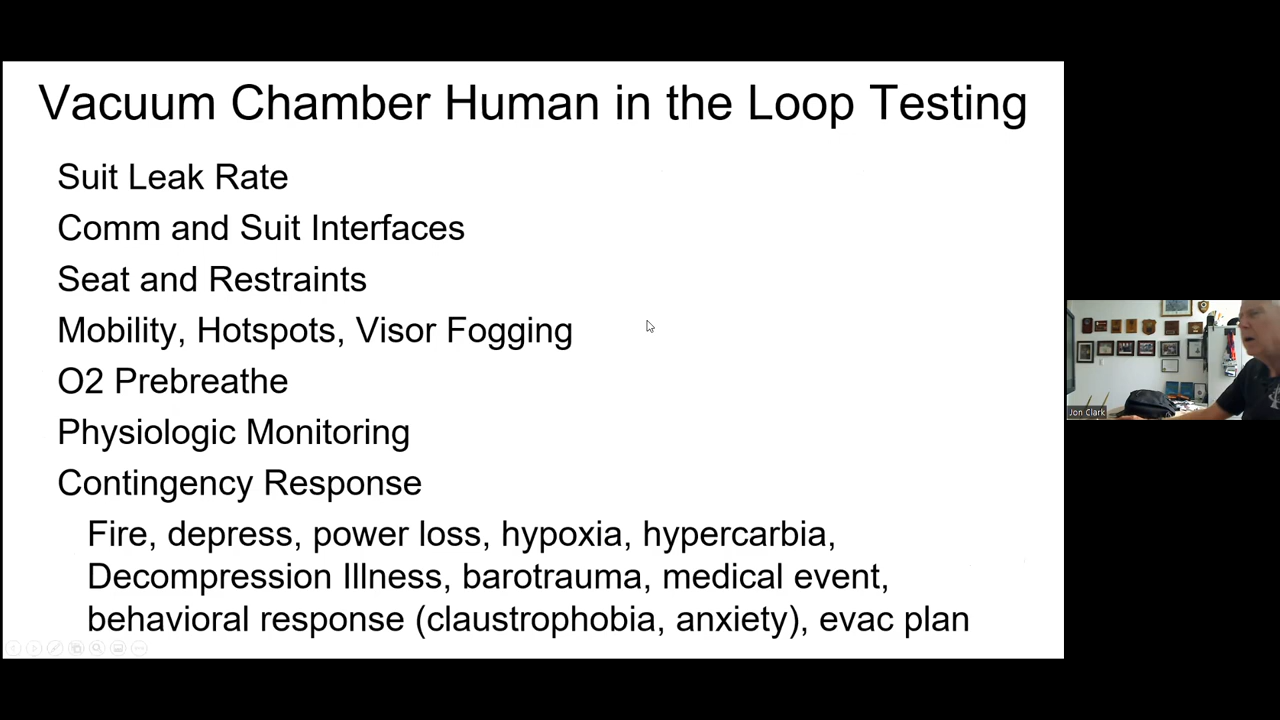 Vacuum Chamber Human in the Loop Testing
Suit Leak Rate
Comm and Suit Interfaces
Seat and Restraints
Mobility, Hotspots, Visor Fogging
O2 Prebreathe
Physiologic Monitoring
Contingency Response
Fire, depress, power loss, hypoxia, hypercarbia,
Decompression Illness, barotrauma, medical event,
behavioral response (claustrophobia, anxiety), evac plan
Jon Clark